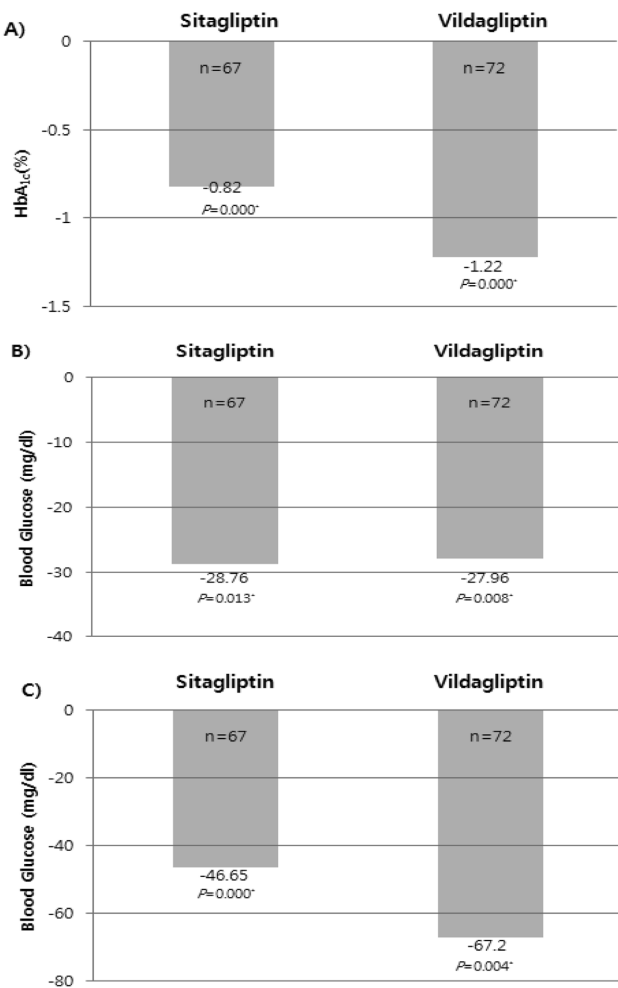 A)
Sitagliptin Vildagliptin
0
n=67 n=72
-0.5
HbA1c(%)
-0.82
P=0.000*
-1
-1.22
P=0.000*
-1.5
B)
Sitagliptin Vildagliptin
0
n=67 n=72
-10
Blood Glucose (mg/dl)
-20
-30
-28.76 -27.96
P=0.013* P=0.008*
-40
C)
Sitagliptin Vildagliptin
0
n=67 n=72
-20
Blood Glucose (mg/dl)
-40
-46.65
P=0.000*
-60
-67.2
P=0.004*
-80